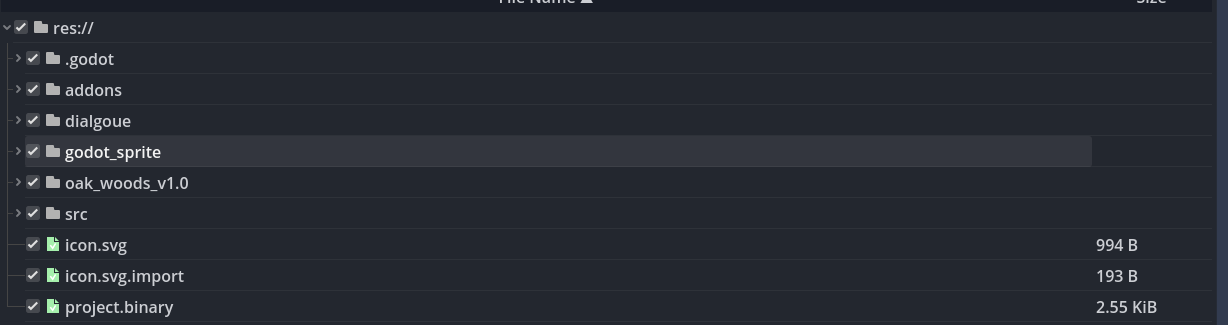 File Name Size
res://
.godot
addons
dialgoue
godot_sprite
oak_woods_v1.0
src
icon.svg 994 B
icon.svg.import 193 B
project.binary 2.55 KiB